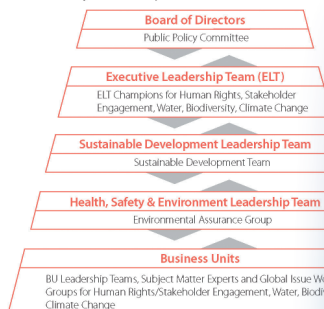 Board of Directors
Public Policy Committee
Executive Leadership Team (ELT)
ELT Champions for Human Rights, Stakeholder
Engagement, Water, Biodiversity, Climate Change
Sustainable Development Leadership Team
Sustainable Development Team
Health, Safety & Environment Leadership Team
Environmental Assurance Group
Business Units
BU Leadership Teams, Subject Matter Experts and Global Issue
Groups for Human Rights/Stakeholder Engagement, Water,
Climate Change